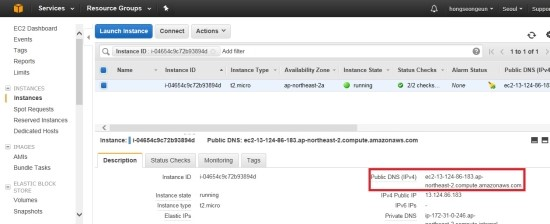 Services Resource Groups hongseongeun Seoul Support
EC2 Dashboard
Events
Tags
Reports
Limits
INSTANCES
Instances
Spot Requests
Reserved Instances
Dedicated Hosts
IMAGES
AMIs
Bundle Tasks
ELASTIC BLOCK
STORE
Volumes
Launch Instance Connect Actions
Instance ID : i-04654c9c72b93894d Add filter 1 to 1 of 1
Name Instance ID Instance Type Availability Zone Instance State Status Checks Alarm Status Public DNS (IPv4)
i-04654c9c72b93894d t2.micro ap-northeast-2a running 2/2 checks... None ec2-13-124-86-183
Instance: i-04654c9c72b93894d Public DNS: ec2-13-124-86-183.ap-northeast-2.compute.amazonaws.com
Description Status Checks Monitoring Tags
Instance ID i-04654c9c72b93894d Public DNS (IPv4) ec2-13-124-86-183.ap-
northeast-2.compute.amazonaws.com
Instance state running IPv4 Public IP 13.124.86.183
Instance type t2.micro IPv6 IPs -
Elastic IPs Private DNS ip-172-31-0-246.ap-
northeast-2.compute.internal